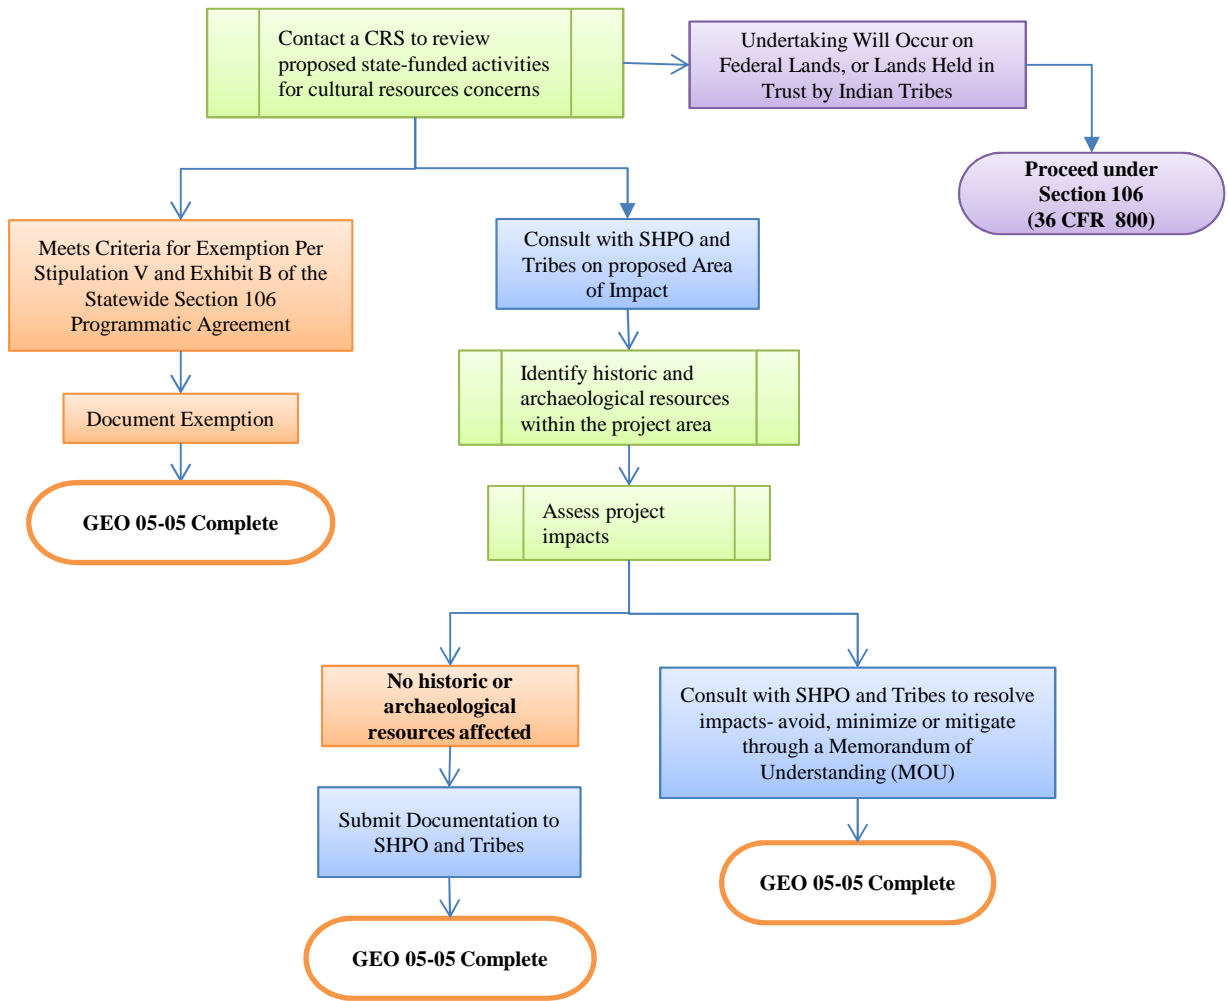 Contact a CRS to review
proposed state-funded activities
for cultural resources concerns
Undertaking Will Occur on
Federal Lands, or Lands Held in
Trust by Indian Tribes
Proceed under
Section 106
(36 CFR 800)
Meets Criteria for Exemption Per
Stipulation V and Exhibit B of the
Statewide Section 106
Programmatic Agreement
Consult with SHPO and
Tribes on proposed Area
of Impact
Document Exemption
Identify historic and
archaeological resources
within the project area
GEO 05-05 Complete
Assess project
impacts
No historic or
archaeological
resources affected
Consult with SHPO and Tribes to resolve
impacts- avoid, minimize or mitigate
through a Memorandum of
Understanding (MOU)
Submit Documentation to
SHPO and Tribes
GEO 05-05 Complete
GEO 05-05 Complete